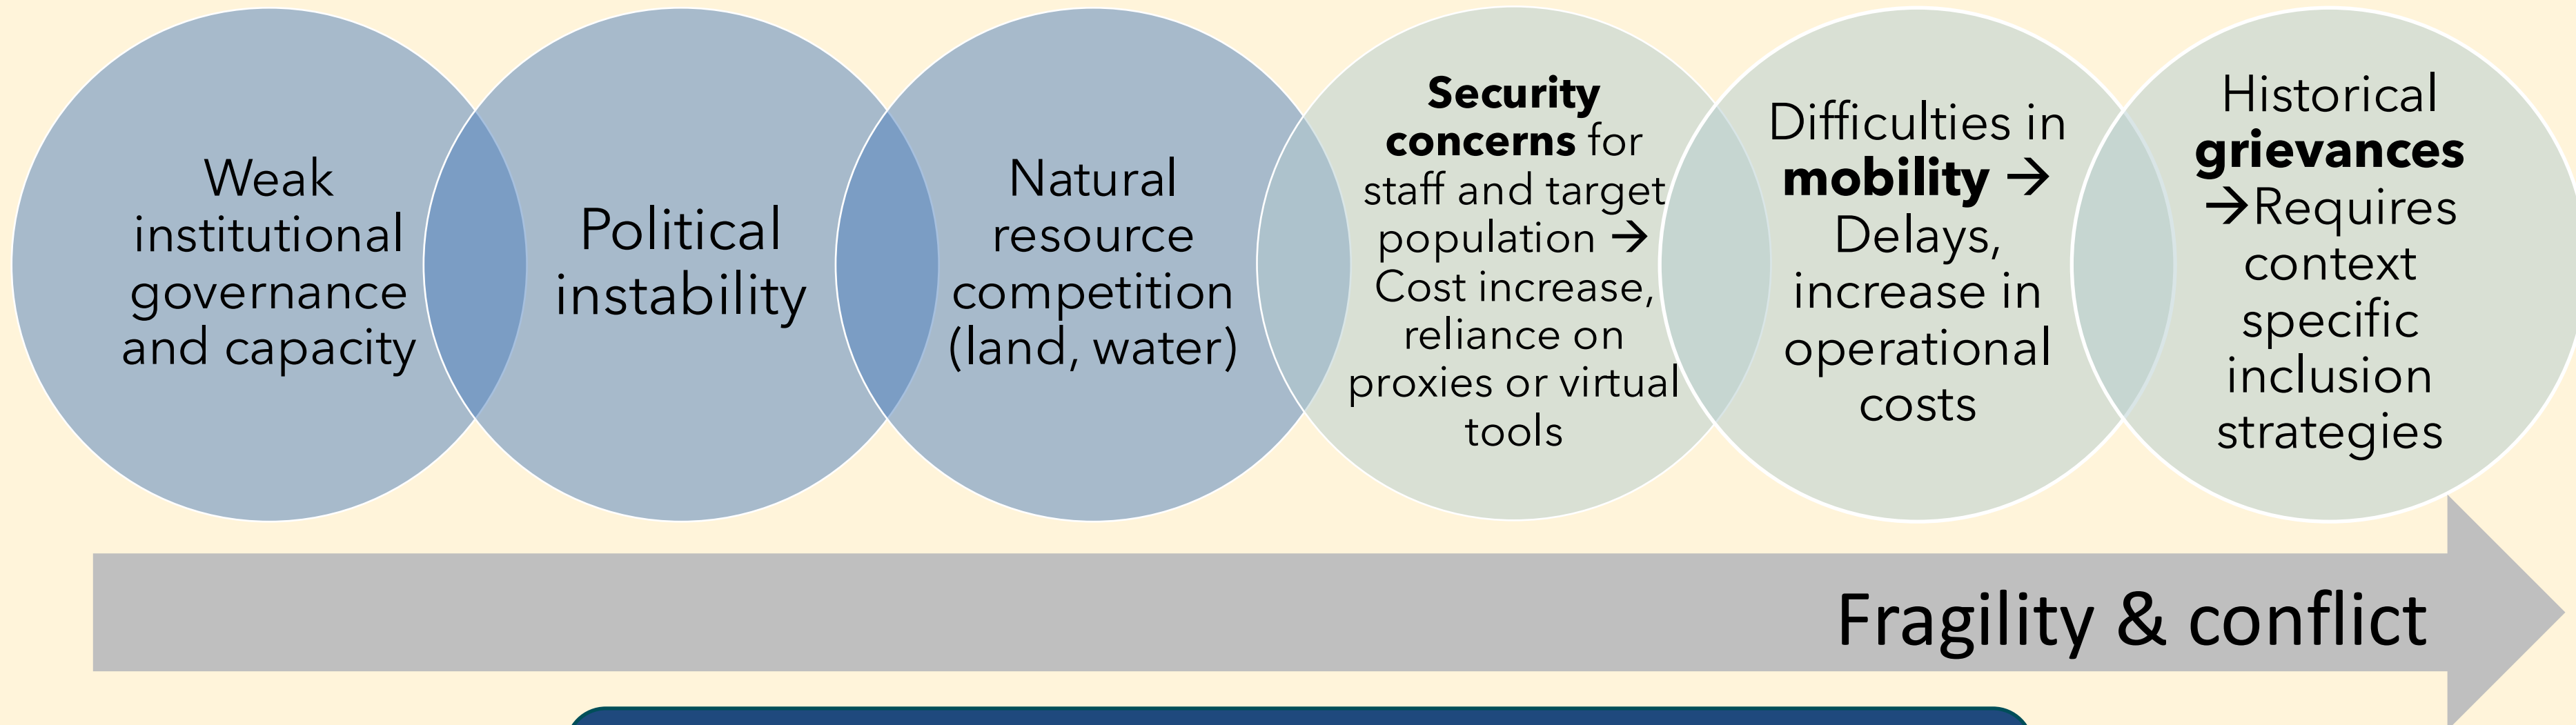 Weak
institutional
governance
and capacity
Political
instability
Natural
resource
competition
(land, water)
Security
concerns for
staff and target
population →
Cost increase,
reliance on
proxies or virtual
tools
Difficulties in
mobility →
Delays,
increase in
operational
costs
Historical
grievances
→Requires
context
specific
inclusion
strategies
Fragility & conflict